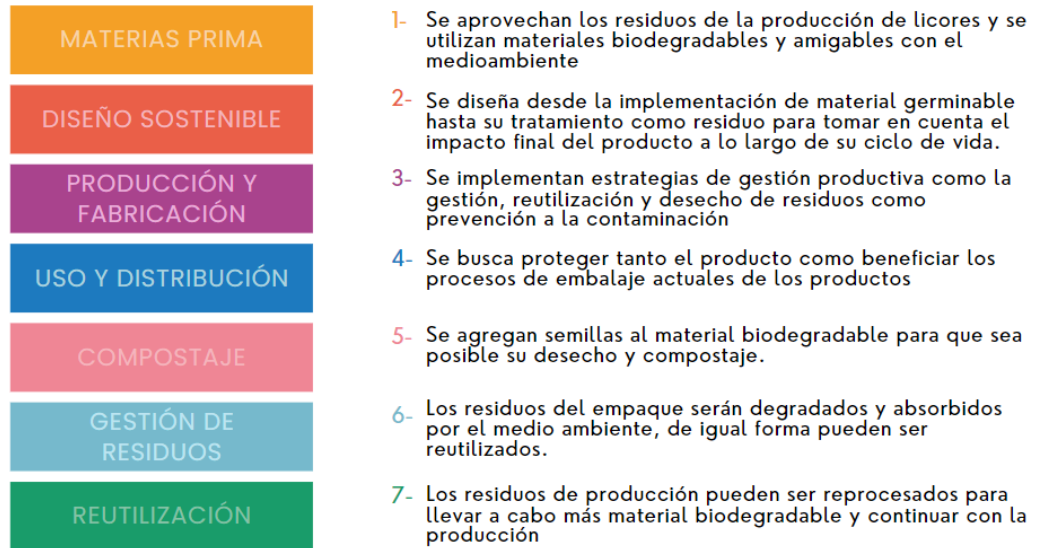 MATERIAS PRIMA
1- Se aprovechan los residuos de la producción de licores y se
utilizan materiales biodegradables y amigables con el
medioambiente
DISEÑO SOSTENIBLE
2- Se diseña desde la implementación de material germinable
hasta su tratamiento como residuo para tomar en cuenta el
impacto final del producto a lo largo de su ciclo de vida.
PRODUCCIÓN Y
FABRICACIÓN
3- Se implementan estrategias de gestión productiva como la
gestión, reutilización y desecho de residuos como
prevención a la contaminación
USO Y DISTRIBUCIÓN
4- Se busca proteger tanto el producto como beneficiar los
procesos de embalaje actuales de los productos
COMPOSTAJE
5- Se agregan semillas al material biodegradable para que sea
posible su desecho y compostaje.
GESTIÓN DE
RESIDUOS
6- Los residuos del empaque serán degradados y absorbidos
por el medio ambiente, de igual forma pueden ser
reutilizados.
REUTILIZACIÓN
7- Los residuos de producción pueden ser reprocesados para
llevar a cabo más material biodegradable y continuar con la
producción